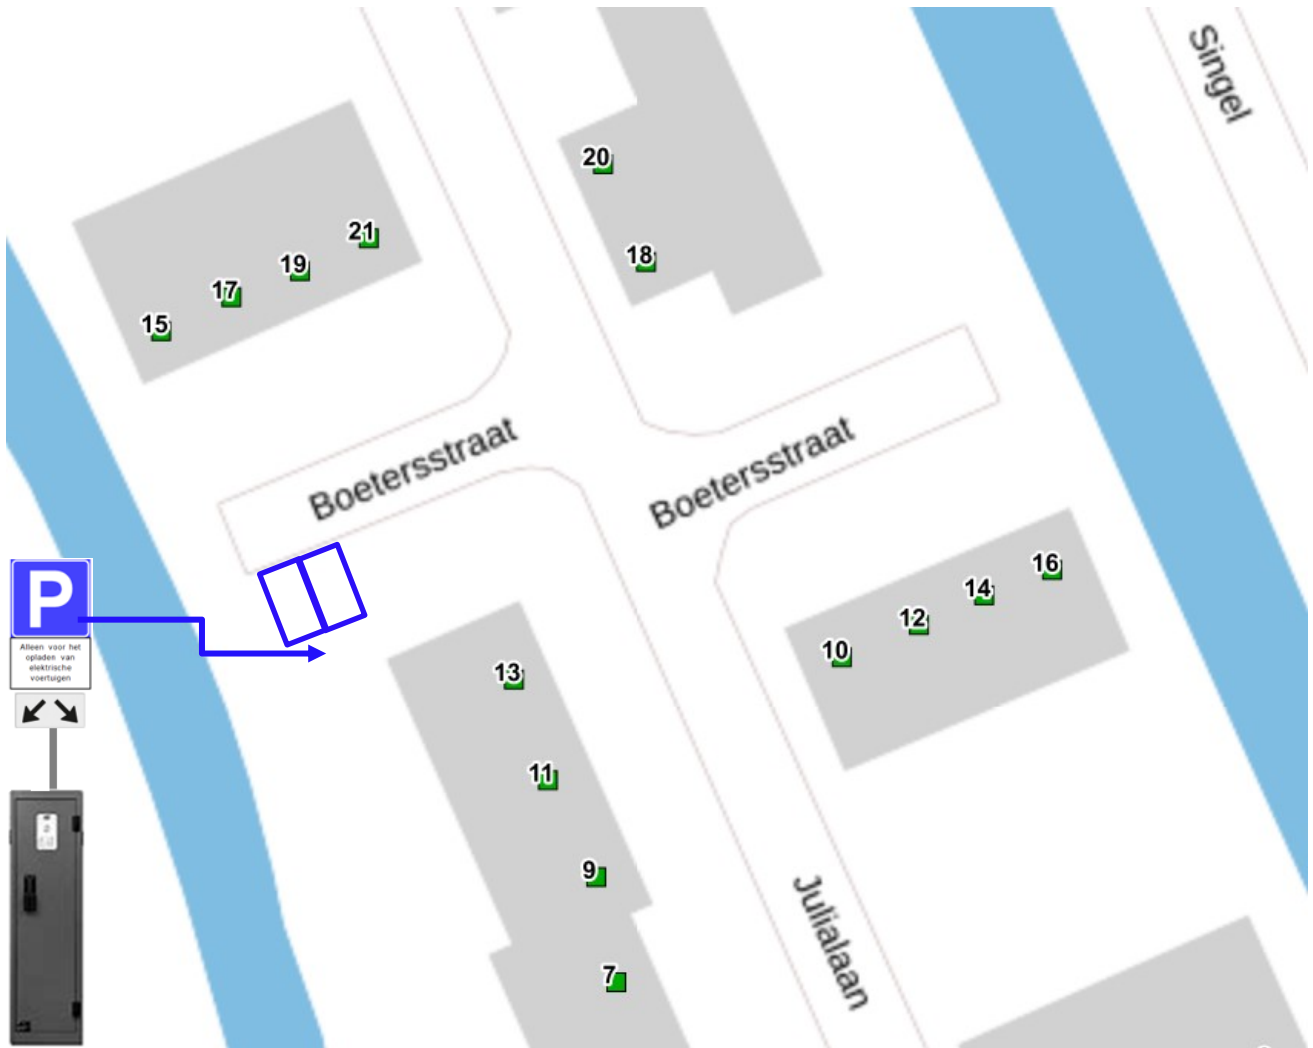 Singel
20
21
18
19
17
15
Boetersstraat
Boetersstraat
P
Alleen voor het
opladen van
elektrische
voertuigen
16
14
12
10
13
11
9
7
Julialaan